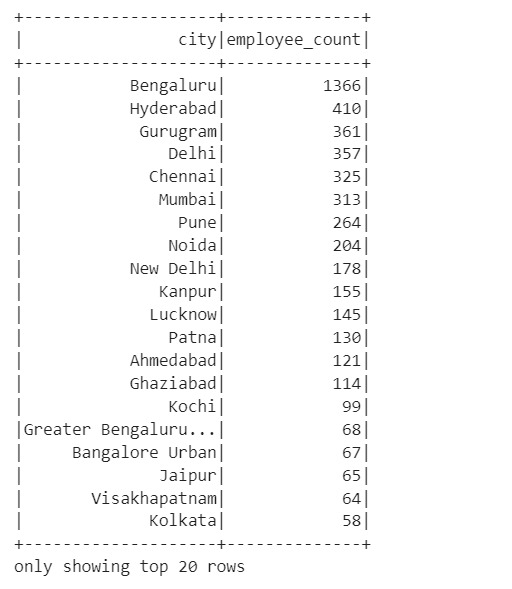 +--------------------+--------------+
|                city|employee_count|
+--------------------+--------------+
|           Bengaluru|          1366|
|           Hyderabad|           410|
|            Gurugram|           361|
|               Delhi|           357|
|             Chennai|           325|
|              Mumbai|           313|
|                Pune|           264|
|               Noida|           204|
|           New Delhi|           178|
|              Kanpur|           155|
|             Lucknow|           145|
|               Patna|           130|
|           Ahmedabad|           121|
|           Ghaziabad|           114|
|               Kochi|            99|
|Greater Bengaluru...|            68|
|     Bangalore Urban|            67|
|              Jaipur|            65|
|       Visakhapatnam|            64|
|             Kolkata|            58|
+--------------------+--------------+
only showing top 20 rows